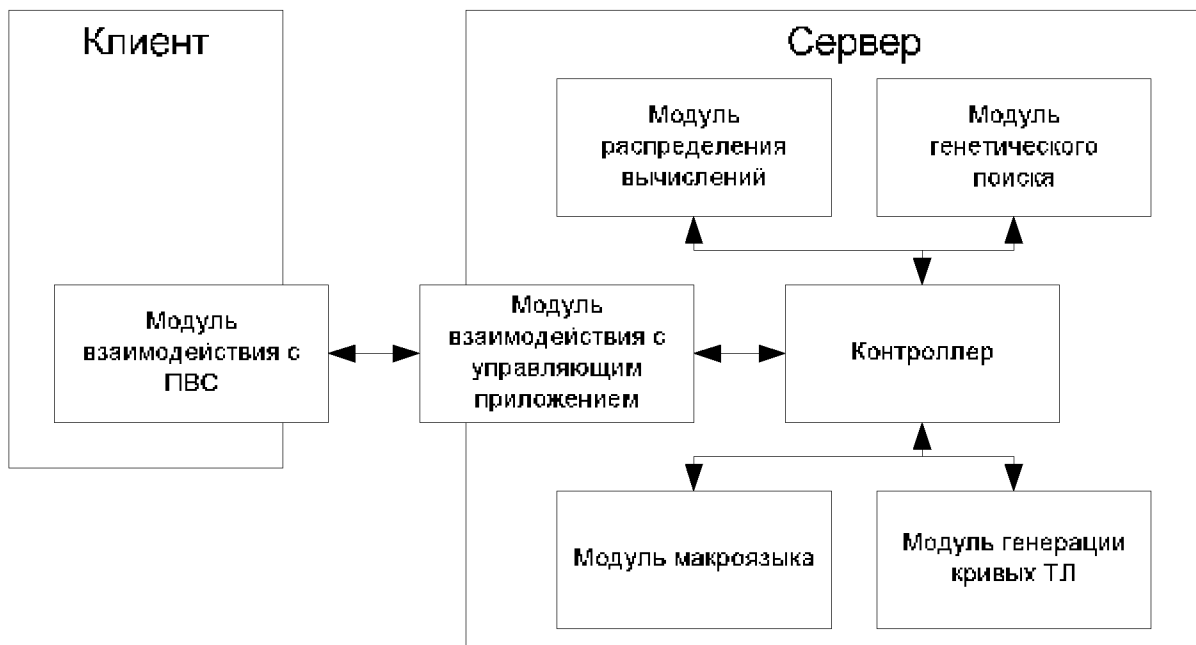 Клиент
Сервер
Модуль
распределения
вычислений
Модуль
генетического
поиска
Модуль
взаимодействия с
ПВС
Модуль
взаимодействия с
управляющим
приложением
Контроллер
Модуль макроязыка
Модуль генерации
кривых ТЛ